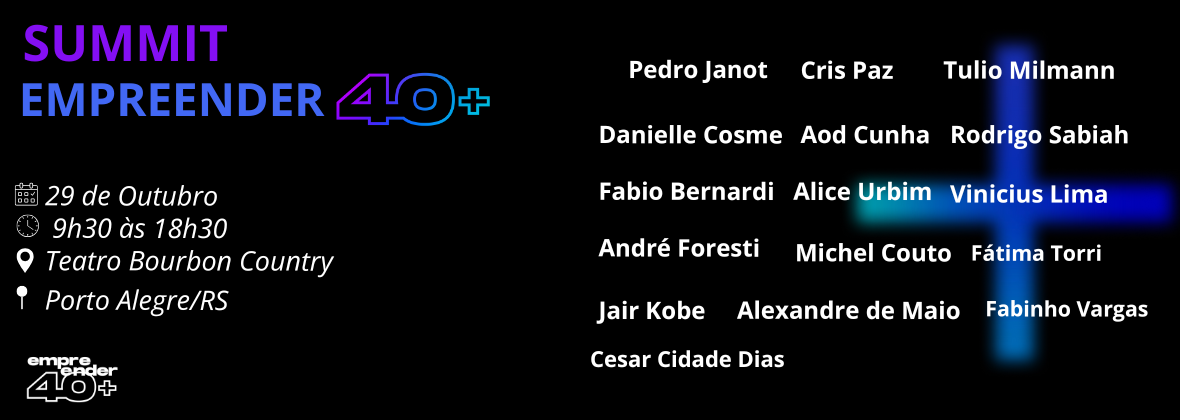 SUMMIT
EMPREENDER 40+
29 de Outubro
9h30 às 18h30
Teatro Bourbon Country
Porto Alegre/RS
empre
ender
40+
Pedro Janot Cris Paz Tulio Milmann
Danielle Cosme Aod Cunha Rodrigo Sabiah
Fabio Bernardi Alice Urbim Vinicius Lima
André Foresti Michel Couto Fátima Torri
Jair Kobe Alexandre de Maio Fabinho Vargas
Cesar Cidade Dias